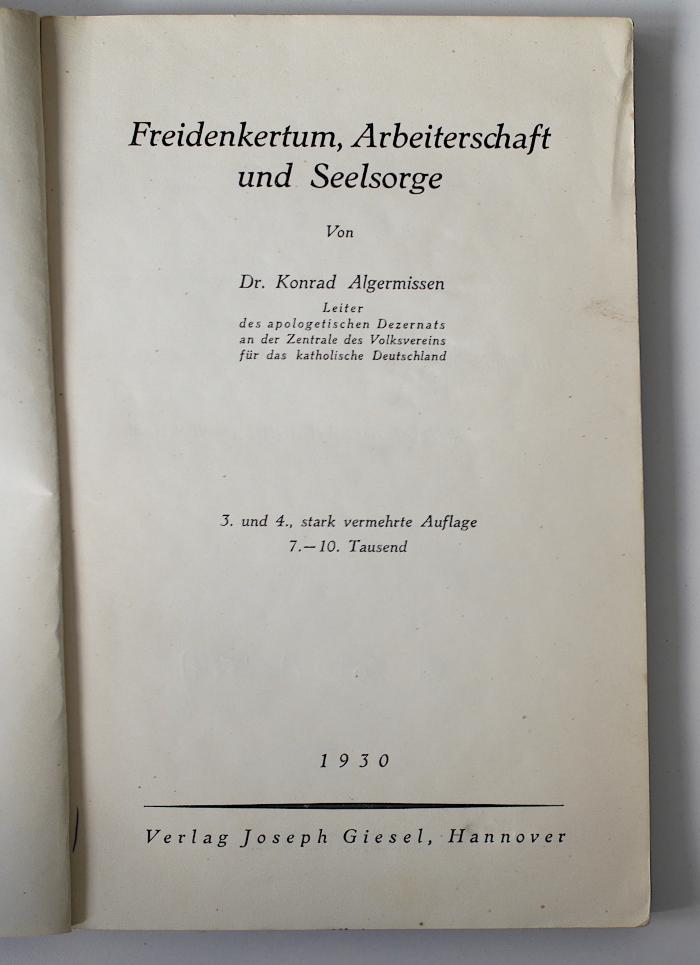 Freidenkertum, Arbeiterschaft
und Seelsorge
Von
Dr. Konrad Algermissen
Leiter
des apologetischen Dezernats
an der Zentrale des Volksvereins
für das katholische Deutschland
3. und 4., stark vermehrte Auflage
7.—10. Tausend
1930
Verlag Joseph Giesel, Hannover